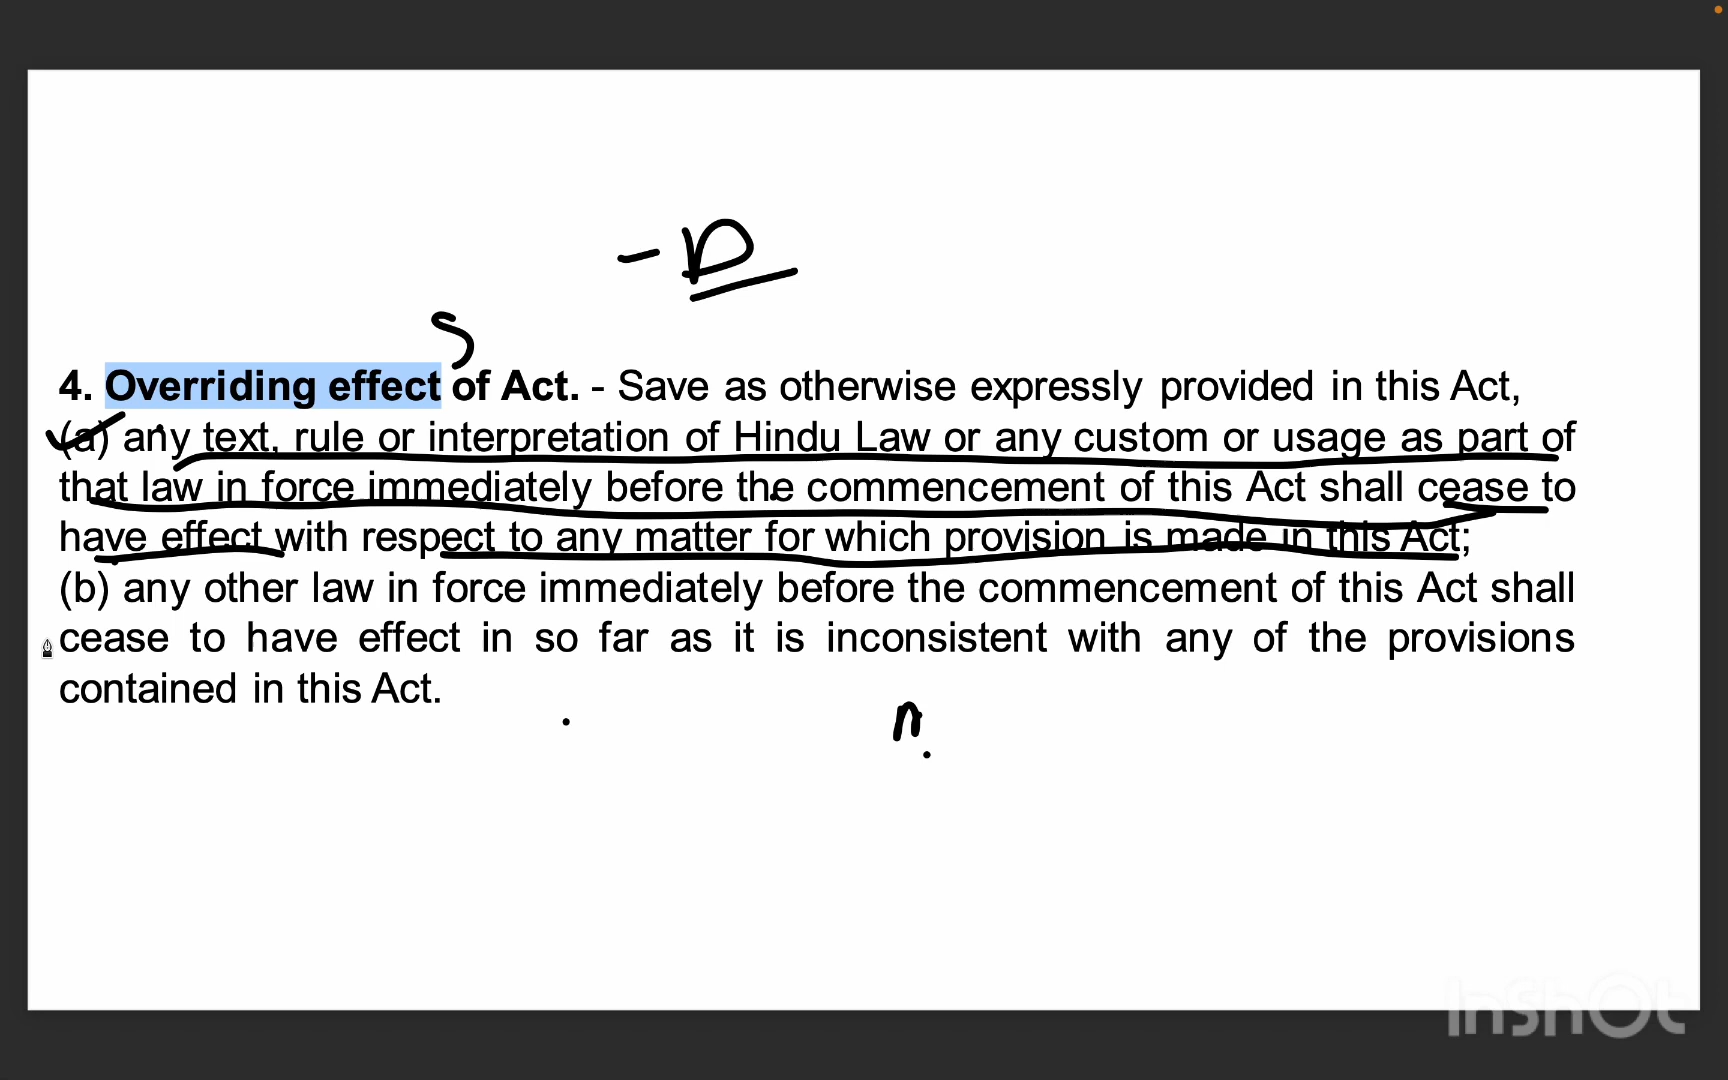 - D
S
4. Overriding effect of Act. - Save as otherwise expressly provided in this Act,
(a) any text, rule or interpretation of Hindu Law or any custom or usage as part of
that law in force immediately before the commencement of this Act shall cease to
have effect with respect to any matter for which provision is made in this Act;
(b) any other law in force immediately before the commencement of this Act shall
cease to have effect in so far as it is inconsistent with any of the provisions
contained in this Act.
InShOt